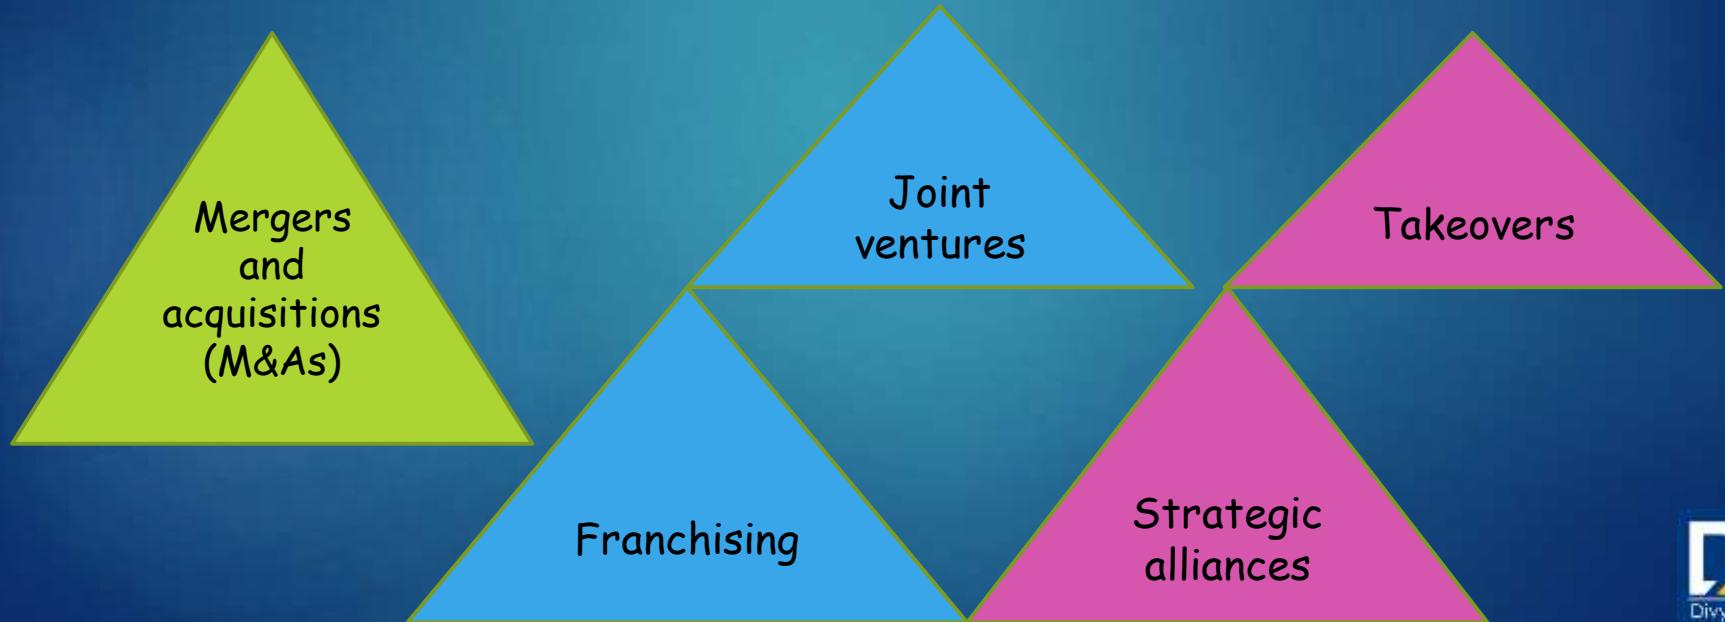 Mergers
and
acquisitions
(M&As)
Joint
ventures
Takeovers
Franchising
Strategic
alliances